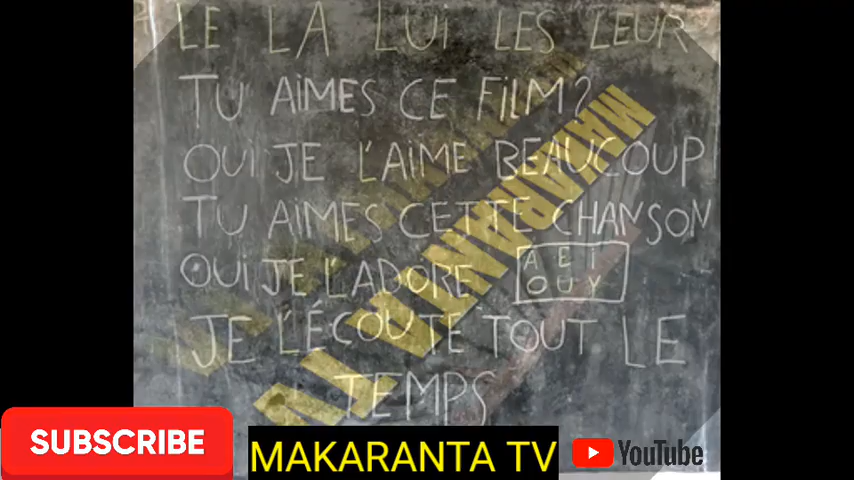 LE LA LUi LES LEUR
TU AiMES CE FiLM?
OUi JE L'AiME BEAUCOUP
TU AiMES CETTE CHANSON
OUi JE L'ADORE
A E i
O U Y
JE L'ÉCOUTE TOUT LE
TEMPS
MAKARANTA TV
SUBSCRIBE
MAKARANTA TV
YouTube